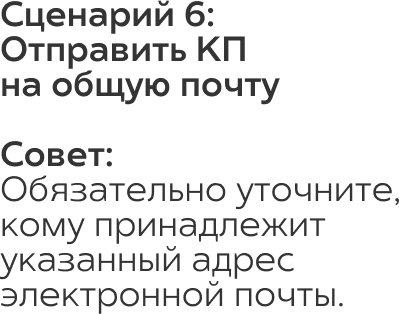 Сценарий 6:
Отправить КП
на общую почту
Совет:
Обязательно уточните,
кому принадлежит
указанный адрес
электронной почты.